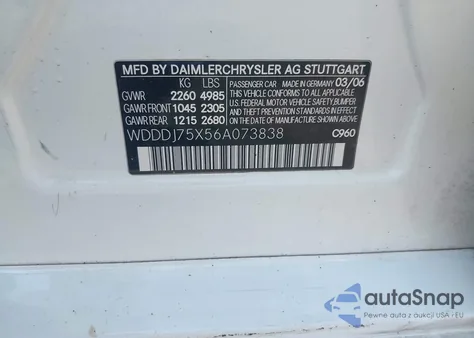 MFD BY DAIMLERCHRYSLER AG STUTTGART
KG LBS PASSENGER CAR MADE IN GERMANY 03/06
GVWR 2260 4985 THIS VEHICLE CONFORMS TO ALL APPLICABLE
GAWR FRONT 1045 2305 U.S. FEDERAL MOTOR VEHICLE SAFETY, BUMPER,
GAWR REAR 1215 2680 AND THEFT PREVENTION STANDARDS IN EFFECT
ON THE DATE OF MANUFACTURE SHOWN ABOVE.
WDDDJ75X56A073838 C960
autoSnap
Pewne auta z aukcji USA i EU